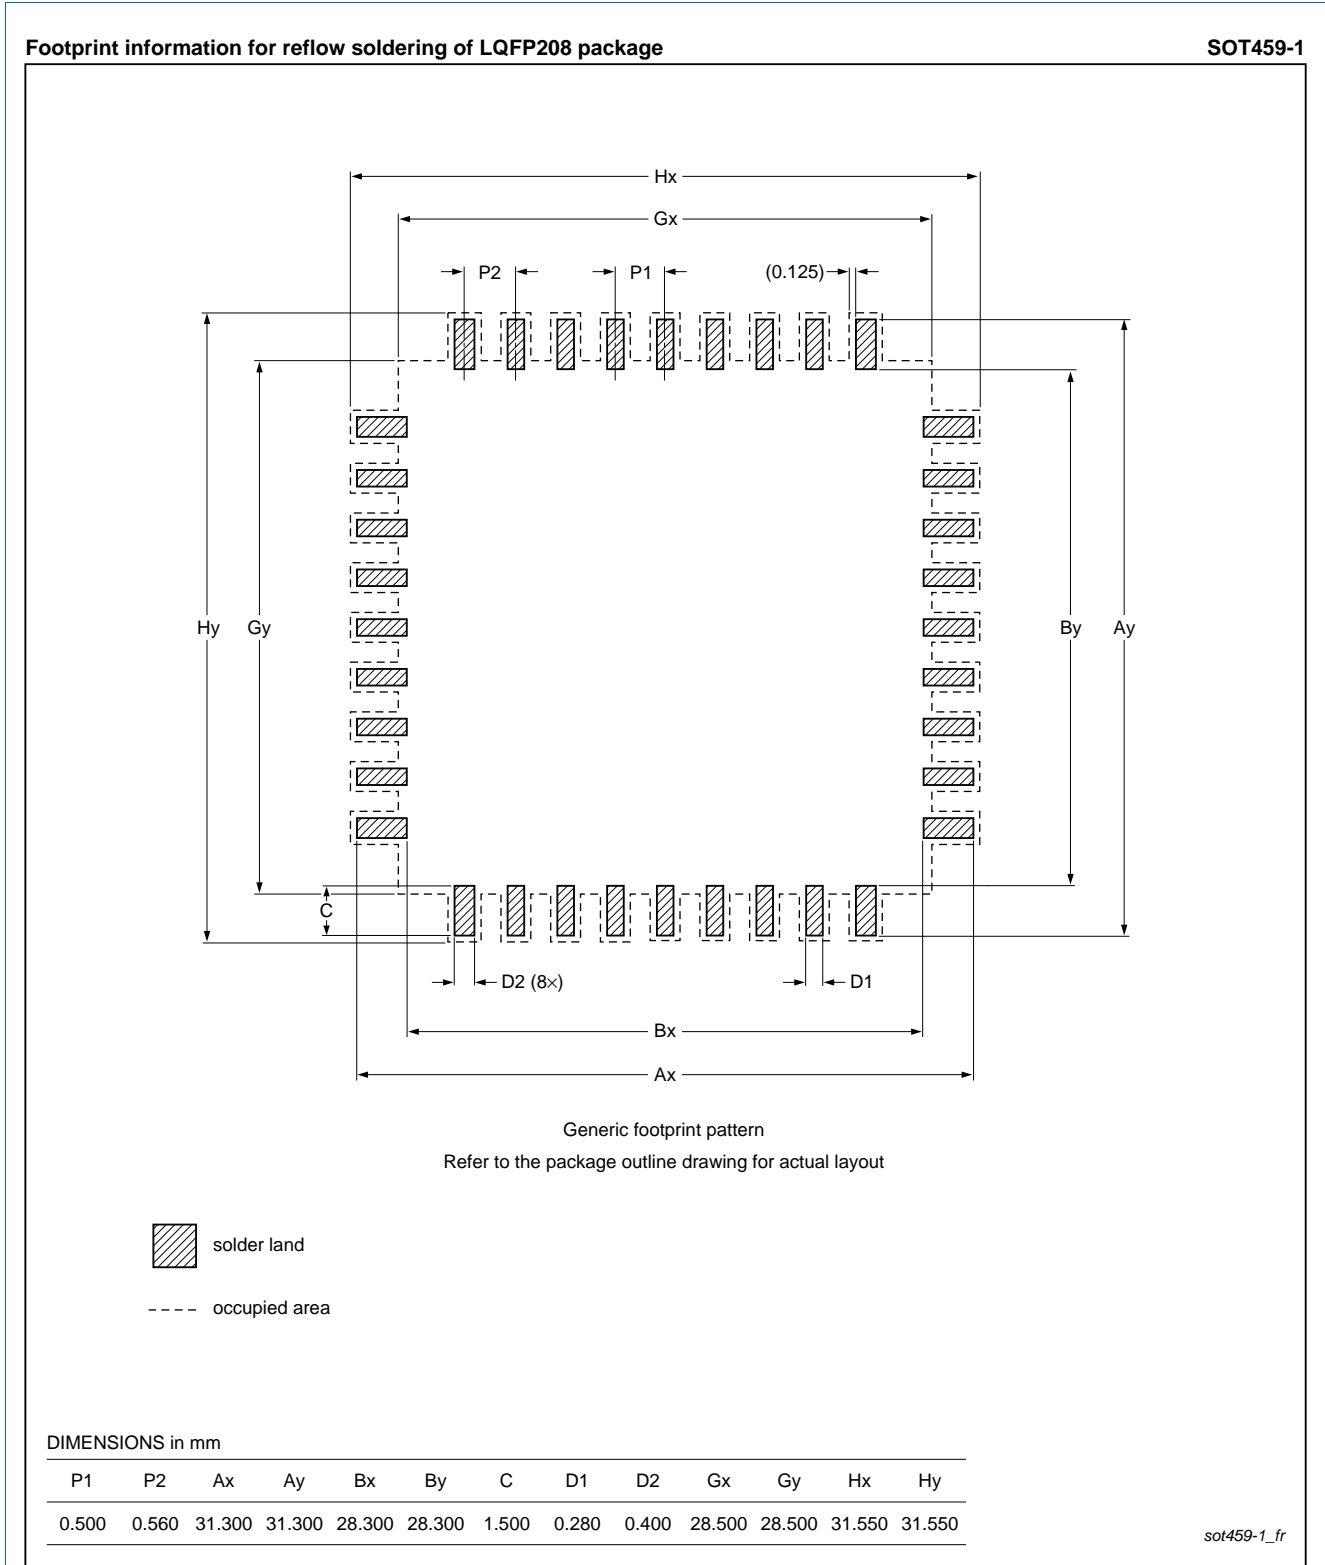 Footprint information for reflow soldering of LQFP208 package SOT459-1
Hx
Gx
P2 P1 (0.125)
Hy Gy By Ay
C
D2 (8×) D1
Bx
Ax
Generic footprint pattern
Refer to the package outline drawing for actual layout
solder land
occupied area
DIMENSIONS in mm
P1 P2 Ax Ay Bx By C D1 D2 Gx Gy Hx Hy
0.500 0.560 31.300 31.300 28.300 28.300 1.500 0.280 0.400 28.500 28.500 31.550 31.550
sot459-1_fr